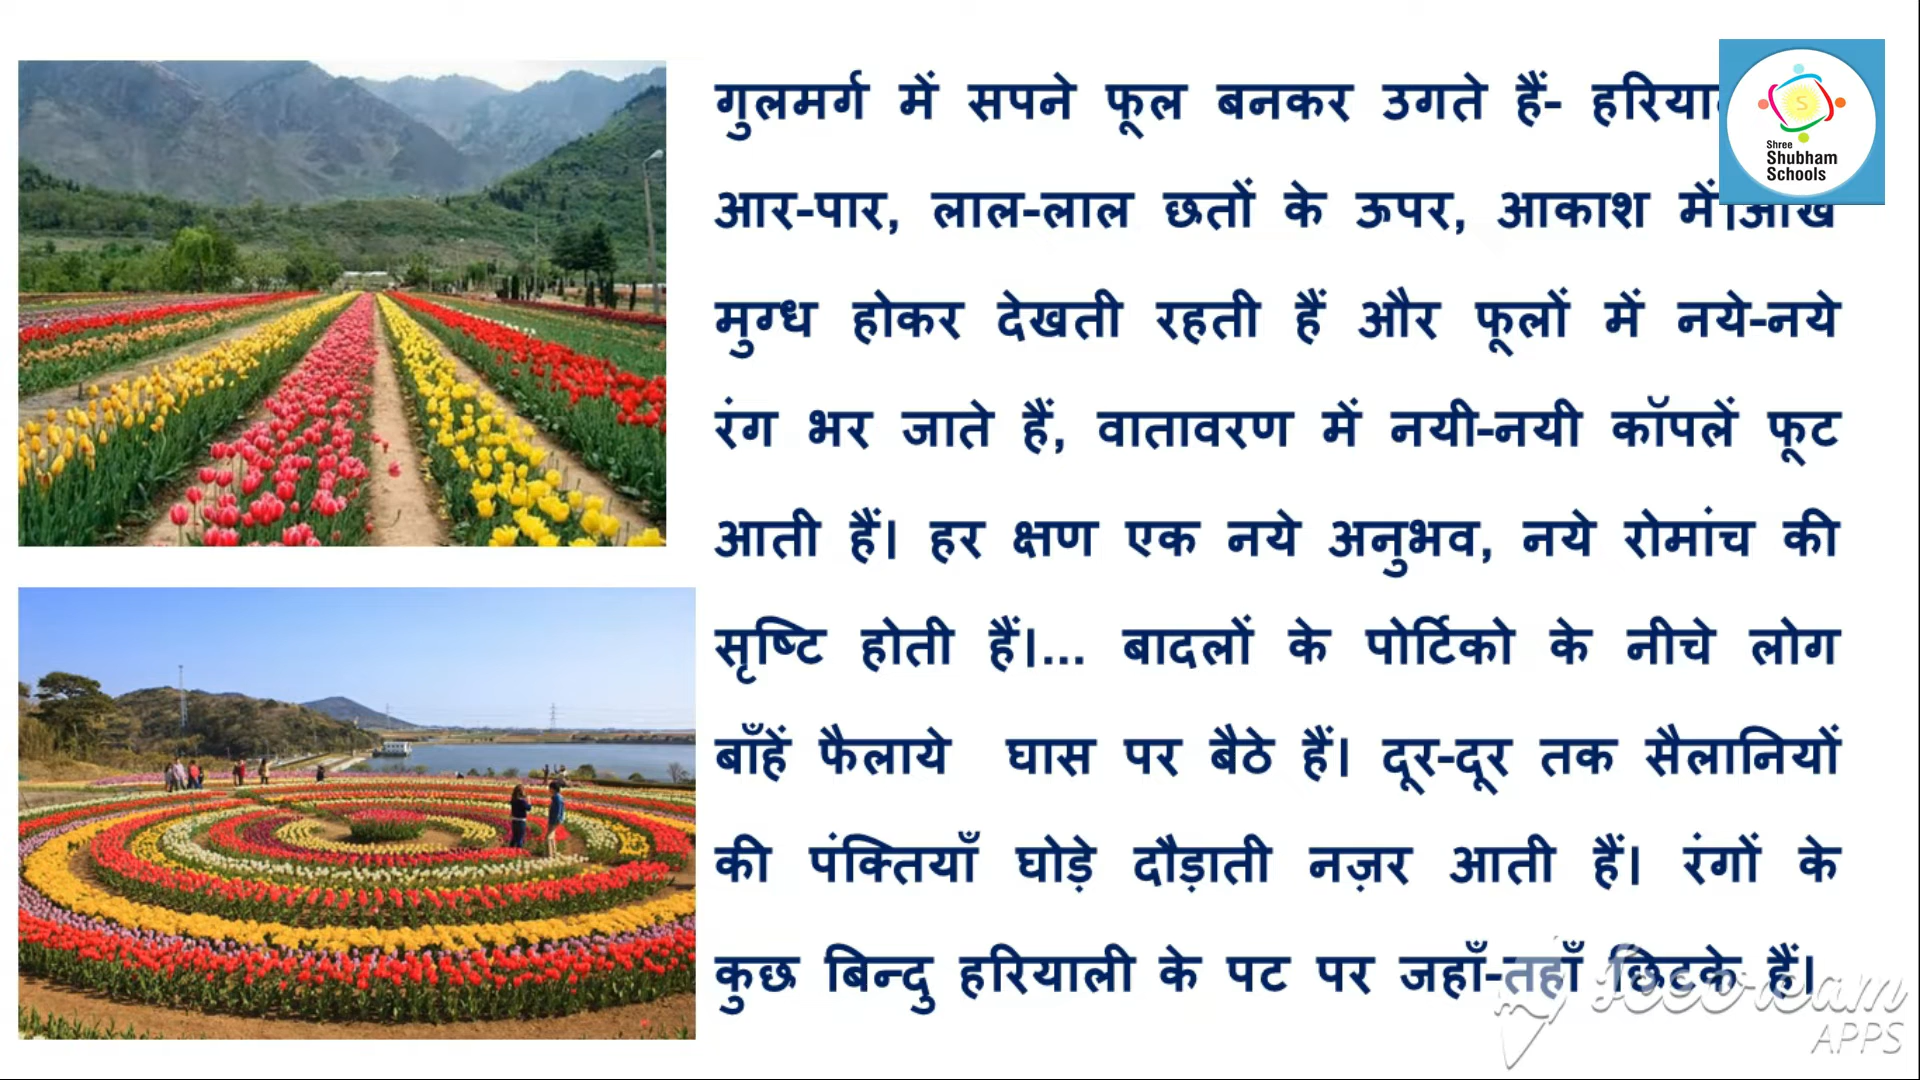 गुलमर्ग में सपने फूल बनकर उगते हैं-
आर-पार, लाल-लाल छतों के ऊपर, आकाश में।
मुग्ध होकर देखती रहती हैं और फूलों में नये-नये
रंग भर जाते हैं, वातावरण में नयी-नयी कॉपलें फूट
आती हैं। हर क्षण एक नये अनुभव, नये रोमांच की
सृष्टि होती हैं।... बादलों के पोर्टिको के नीचे लोग
बाँहें फैलाये घास पर बैठे हैं। दूर-दूर तक सैलानियों
की पंक्तियाँ घोड़े दौड़ाती नज़र आती हैं। रंगों के
कुछ बिन्दु हरियाली के पट पर जहाँ-तहाँ छिटके हैं।
S
Shree
Shubham
Schools
APPS